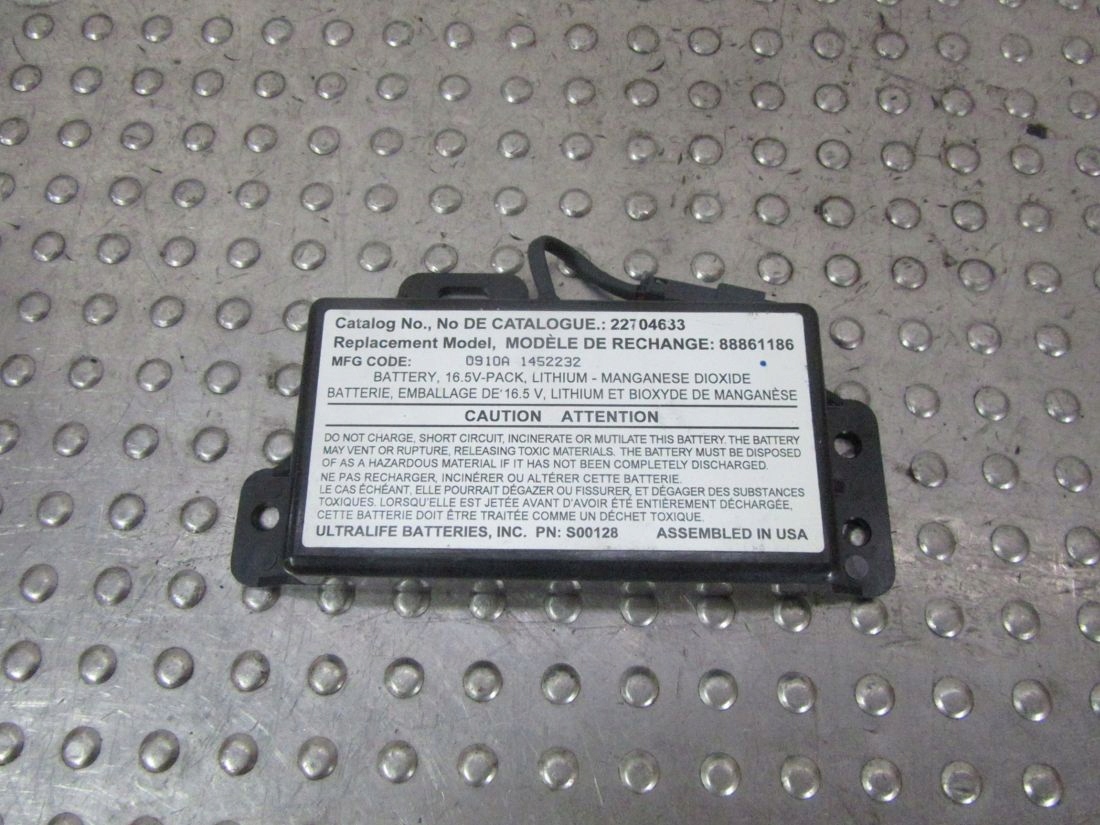 Catalog No., No DE CATALOGUE.: 22704633
Replacement Model, MODÈLE DE RECHANGE: 88861186
MFG CODE: 0910A 1452232
BATTERY, 16.5V-PACK, LITHIUM - MANGANESE DIOXIDE
BATTERIE, EMBALLAGE DE 16.5 V, LITHIUM ET BIOXYDE DE MANGANÈSE
CAUTION ATTENTION
DO NOT CHARGE, SHORT CIRCUIT, INCINERATE OR MUTILATE THIS BATTERY. THE BATTERY
MAY VENT OR RUPTURE, RELEASING TOXIC MATERIALS. THE BATTERY MUST BE DISPOSED
OF AS A HAZARDOUS MATERIAL IF IT HAS NOT BEEN COMPLETELY DISCHARGED.
NE PAS RECHARGER, INCINÉRER OU ALTÉRER CETTE BATTERIE.
LE CAS ÉCHÉANT, ELLE POURRAIT DÉGAZER OU FISSURER, ET DÉGAGER DES SUBSTANCES
TOXIQUES. LORSQU'ELLE EST JETÉE AVANT D'AVOIR ÉTÉ ENTIÈREMENT DÉCHARGÉE,
CETTE BATTERIE DOIT ÊTRE TRAITÉE COMME UN DÉCHET TOXIQUE.
ULTRALIFE BATTERIES, INC. PN: S00128 ASSEMBLED IN USA